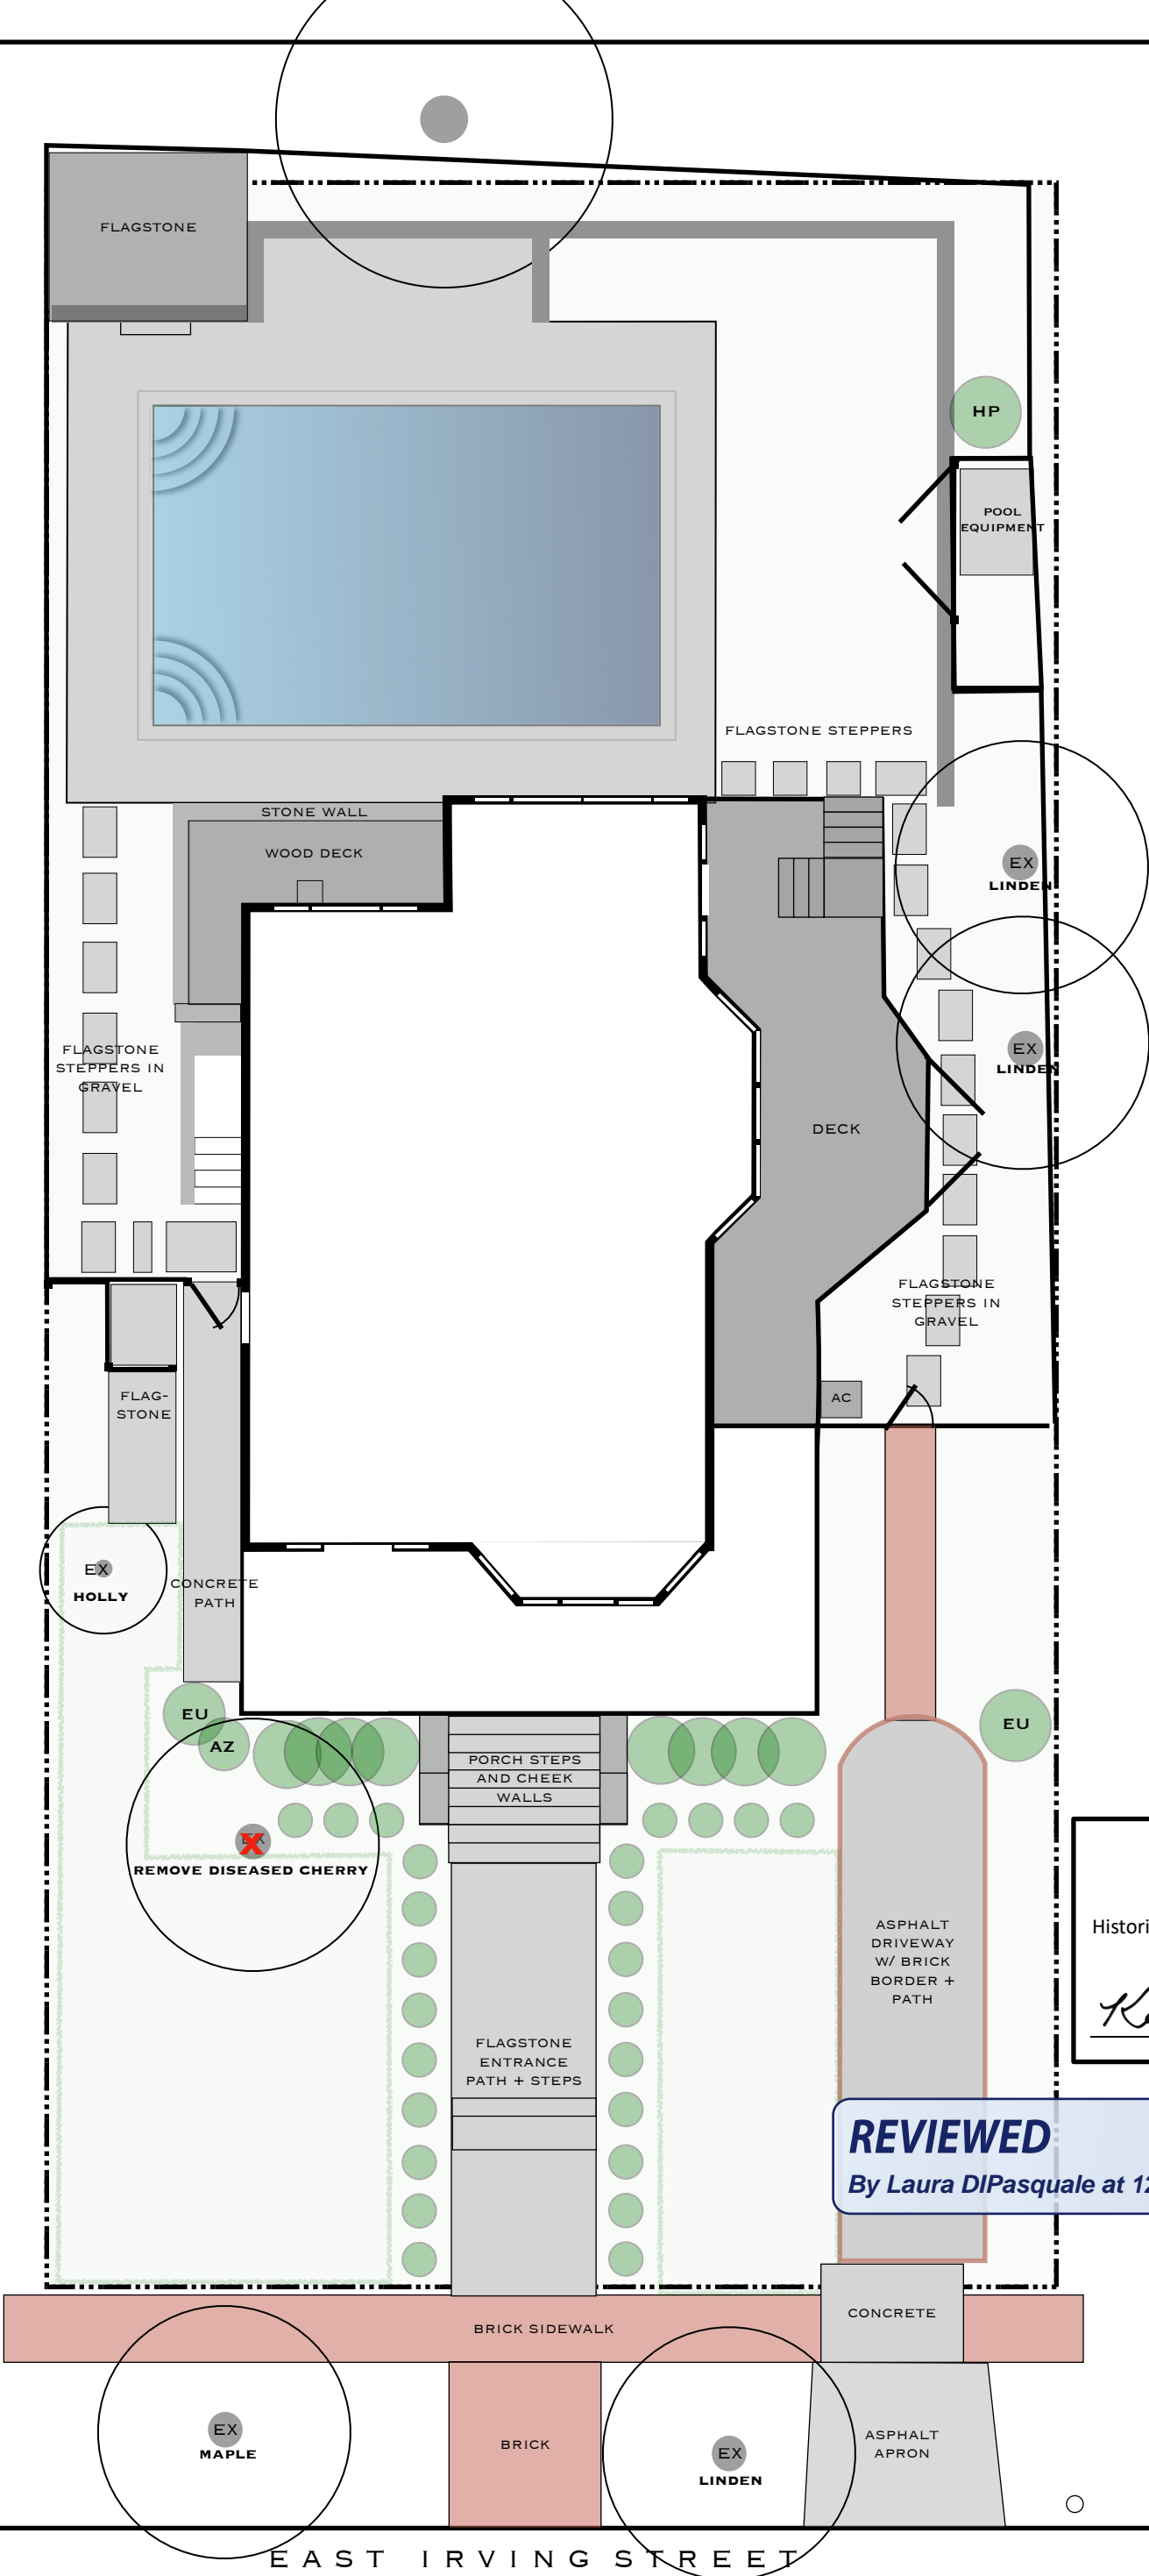 FLAGSTONE
HP
POOL
EQUIPMENT
FLAGSTONE STEPPERS
STONE WALL
WOOD DECK
EX
LINDEN
EX
LINDEN
FLAGSTONE
STEPPERS IN
GRAVEL
DECK
FLAGSTONE
STEPPERS IN
GRAVEL
AC
FLAG-
STONE
EX
HOLLY
CONCRETE
PATH
EU
AZ
EU
PORCH STEPS
AND CHEEK
WALLS
REMOVE DISEASED CHERRY
ASPHALT
DRIVEWAY
W/ BRICK
BORDER +
PATH
Histori
FLAGSTONE
ENTRANCE
PATH + STEPS
REVIEWED
By Laura DIPasquale at 12
CONCRETE
BRICK SIDEWALK
EX
MAPLE
BRICK
EX
LINDEN
ASPHALT
APRON
EAST IRVING STREET